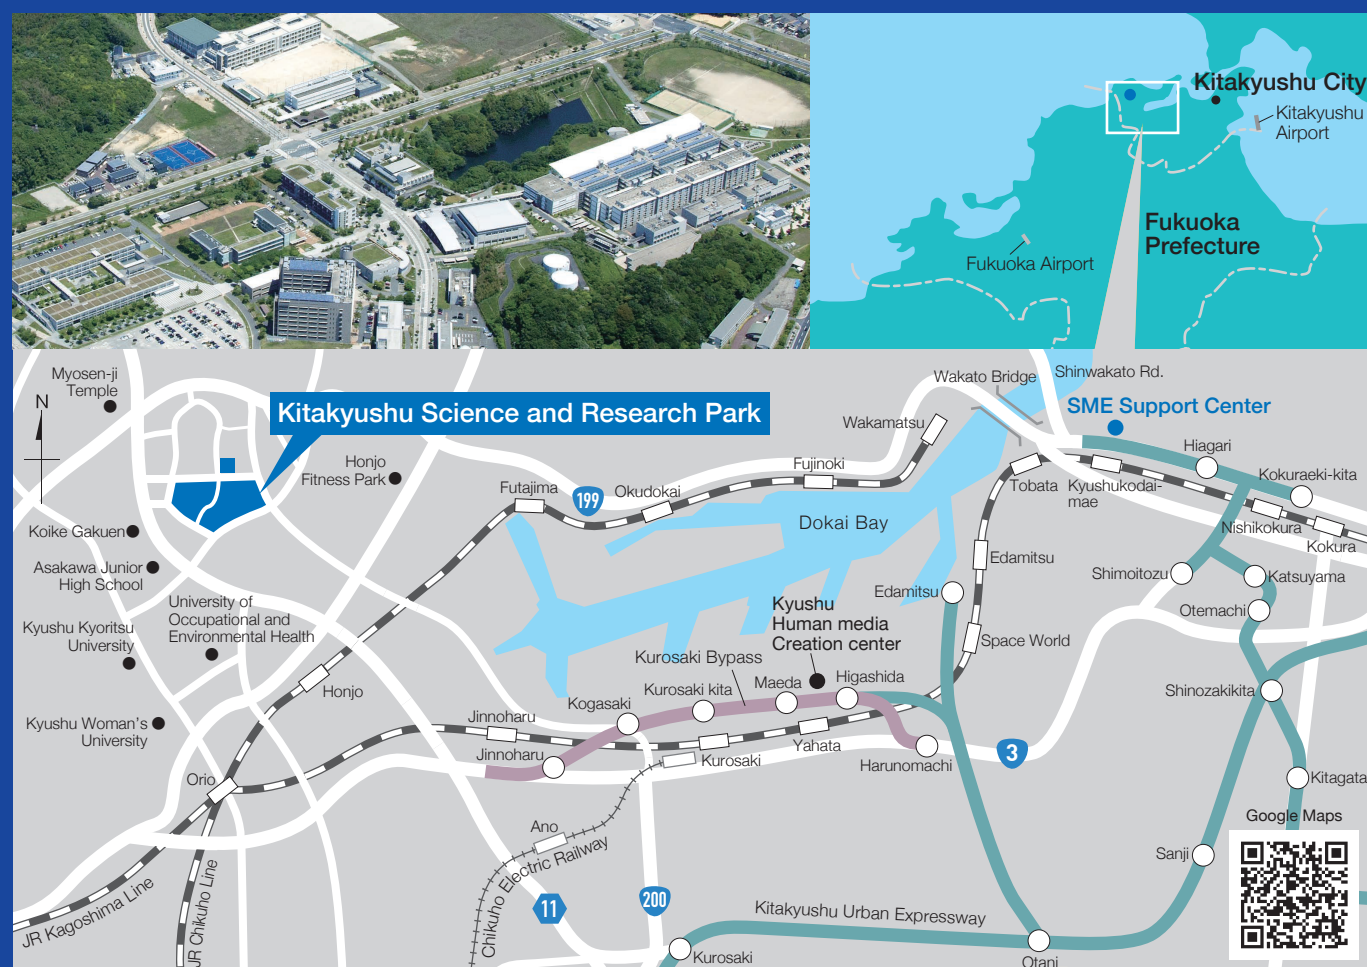 Kitakyushu City
Kitakyushu
Airport
Fukuoka
Prefecture
Fukuoka Airport
Myosen-ji
Temple
N
Kitakyushu Science and Research Park
Honjo
Fitness Park
Koike Gakuen
Asakawa Junior
High School
University of
Occupational and
Environmental Health
Kyushu Kyoritsu
University
Kyushu Woman's
University
Wakato Bridge
Shinwakato Rd.
SME Support Center
Wakamatsu
Hiagari
Kokuraeki-kita
Fujinoki
Futajima
199
Okudokai
Tobata
Kyushukodai-
mae
Nishikokura
Kokura
Dokai Bay
Edamitsu
Shimoitozu
Katsuyama
Edamitsu
Otemachi
Kyushu
Human media
Creation center
Space World
Kurosaki Bypass
Honjo
Kogasaki
Kurosaki kita
Maeda
Higashida
Shinozakikita
Jinnoharu
Jinnoharu
Kurosaki
Yahata
Harunomachi
3
Orio
Kitagata
Google Maps
Ano
Sanji
Chikuho Electric Railway
JR Kagoshima Line
JR Chikuho Line
11
200
Kitakyushu Urban Expressway
Kurosaki
Otani